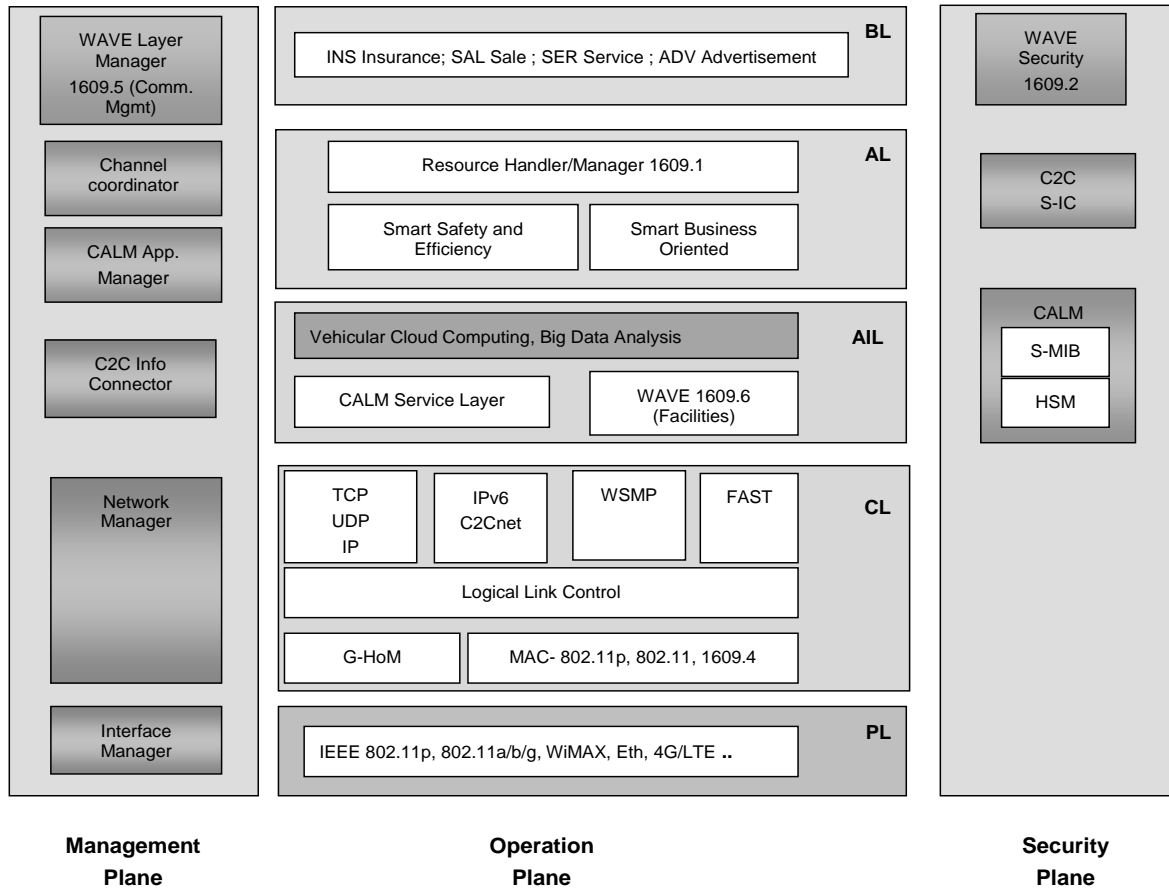 WAVE Layer
Manager
1609.5 (Comm.
Mgmt)
Channel
coordinator
CALM App.
Manager
C2C Info
Connector
Network
Manager
Interface
Manager
BL
INS Insurance; SAL Sale ; SER Service ; ADV Advertisement
AL
Resource Handler/Manager 1609.1
Smart Safety and
Efficiency
Smart Business
Oriented
AIL
Vehicular Cloud Computing, Big Data Analysis
CALM Service Layer
WAVE 1609.6
(Facilities)
CL
TCP
UDP
IP
IPv6
C2Cnet
WSMP
FAST
Logical Link Control
G-HoM
MAC- 802.11p, 802.11, 1609.4
PL
IEEE 802.11p, 802.11a/b/g, WiMAX, Eth, 4G/LTE ..
WAVE
Security
1609.2
C2C
S-IC
CALM
S-MIB
HSM
Management
Plane
Operation
Plane
Security
Plane